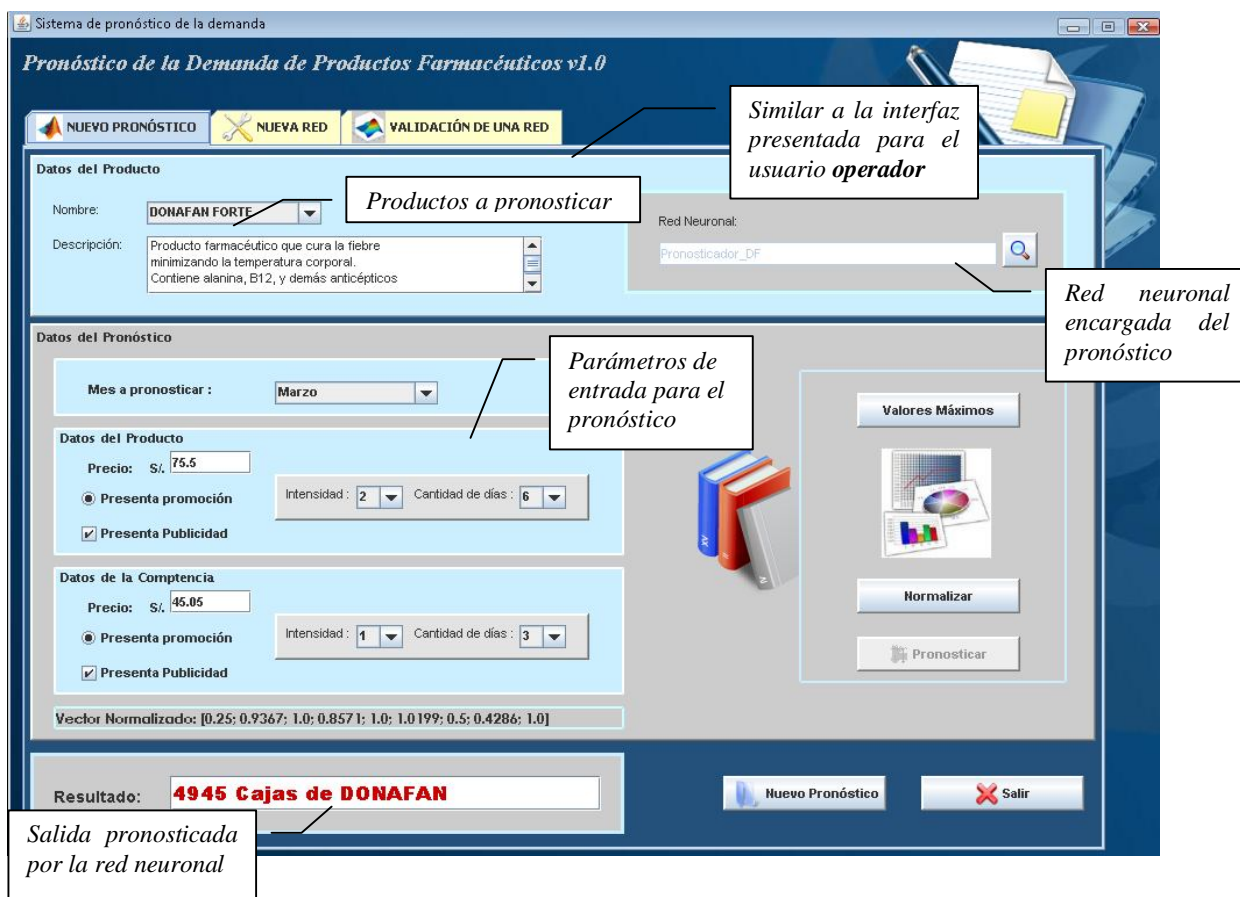 Sistema de pronóstico de la demanda
Pronóstico de la Demanda de Productos Farmacéuticos v1.0
NUEVO PRONÓSTICO
NUEVA RED
VALIDACIÓN DE UNA RED
Similar a la interfaz
presentada para el
usuario operador
Datos del Producto
Productos a pronosticar
Nombre:
DONAFAN FORTE
Descripción:
Producto farmacéutico que cura la fiebre
minimizando la temperatura corporal.
Contiene alanina, B12, y demás anticépticos
Red Neuronal:
Pronosticador_DF
Red neuronal
encargada del
pronóstico
Datos del Pronóstico
Parámetros de
entrada para el
pronóstico
Mes a pronosticar :
Marzo
Datos del Producto
Precio: S/. 75.5
Presenta promoción
Intensidad : 2 Cantidad de días : 6
Presenta Publicidad
Datos de la Comptencia
Precio: S/. 45.05
Presenta promoción
Intensidad : 1 Cantidad de días : 3
Presenta Publicidad
Vector Normalizado: [0.25; 0.9367; 1.0; 0.8571; 1.0; 1.0199; 0.5; 0.4286; 1.0]
Valores Máximos
Normalizar
Pronosticar
Resultado: 4945 Cajas de DONAFAN
Nuevo Pronóstico
Salir
Salida pronosticada
por la red neuronal